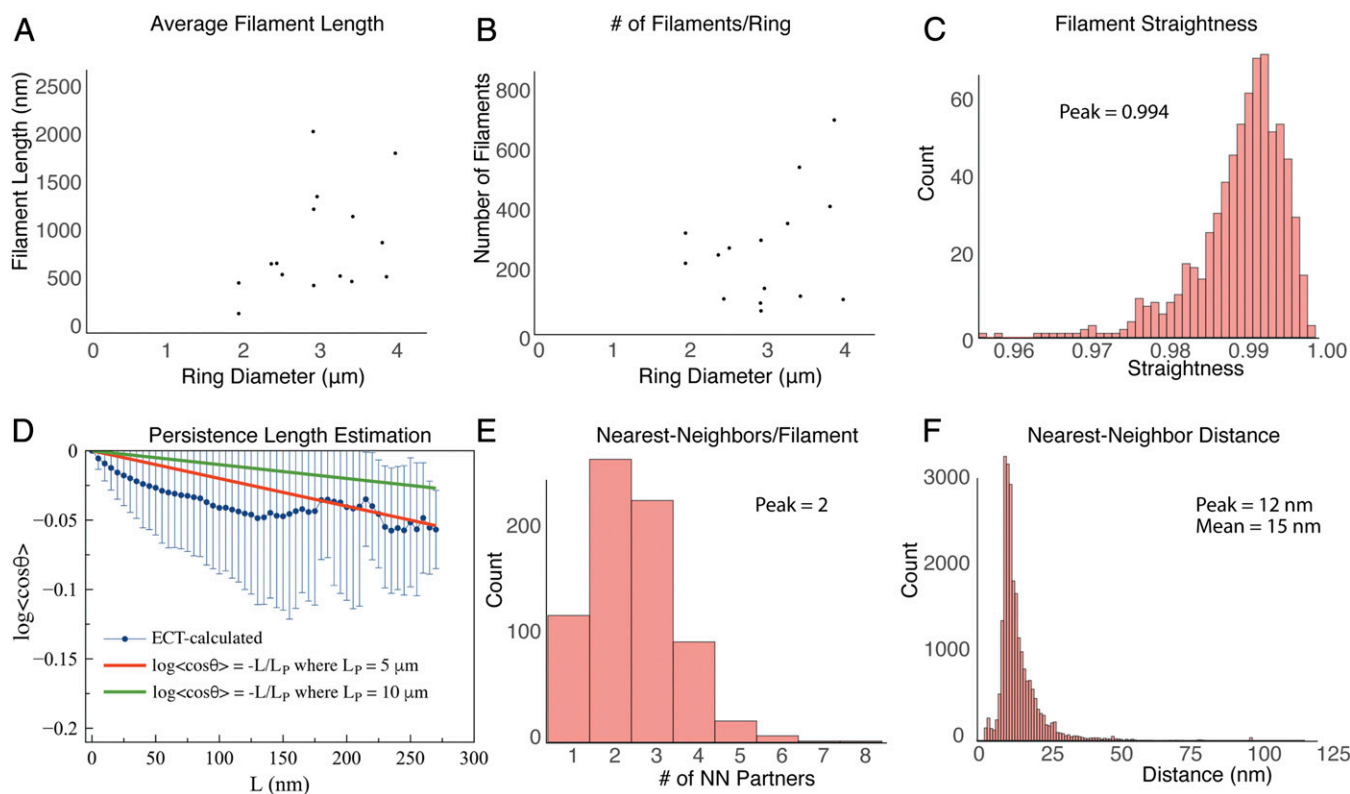 A
Average Filament Length
Filament Length (nm)
2500
2000
1500
1000
500
0
0 1 2 3 4
Ring Diameter (µm)
B
# of Filaments/Ring
Number of Filaments
800
600
400
200
0
0 1 2 3 4
Ring Diameter (µm)
C
Filament Straightness
Peak = 0.994
Count
60
40
20
0
0.96 0.97 0.98 0.99 1.00
Straightness
D
Persistence Length Estimation
log<cosθ>
0
−0.05
−0.1
−0.15
−0.2
ECT-calculated
log<cosθ> = -L/LP where LP = 5 µm
log<cosθ> = -L/LP where LP = 10 µm
0 50 100 150 200 250 300
L (nm)
E
Nearest-Neighbors/Filament
Peak = 2
Count
200
100
0
1 2 3 4 5 6 7 8
# of NN Partners
F
Nearest-Neighbor Distance
Peak = 12 nm
Mean = 15 nm
Count
3000
2000
1000
0
0 25 50 75 100 125
Distance (nm)